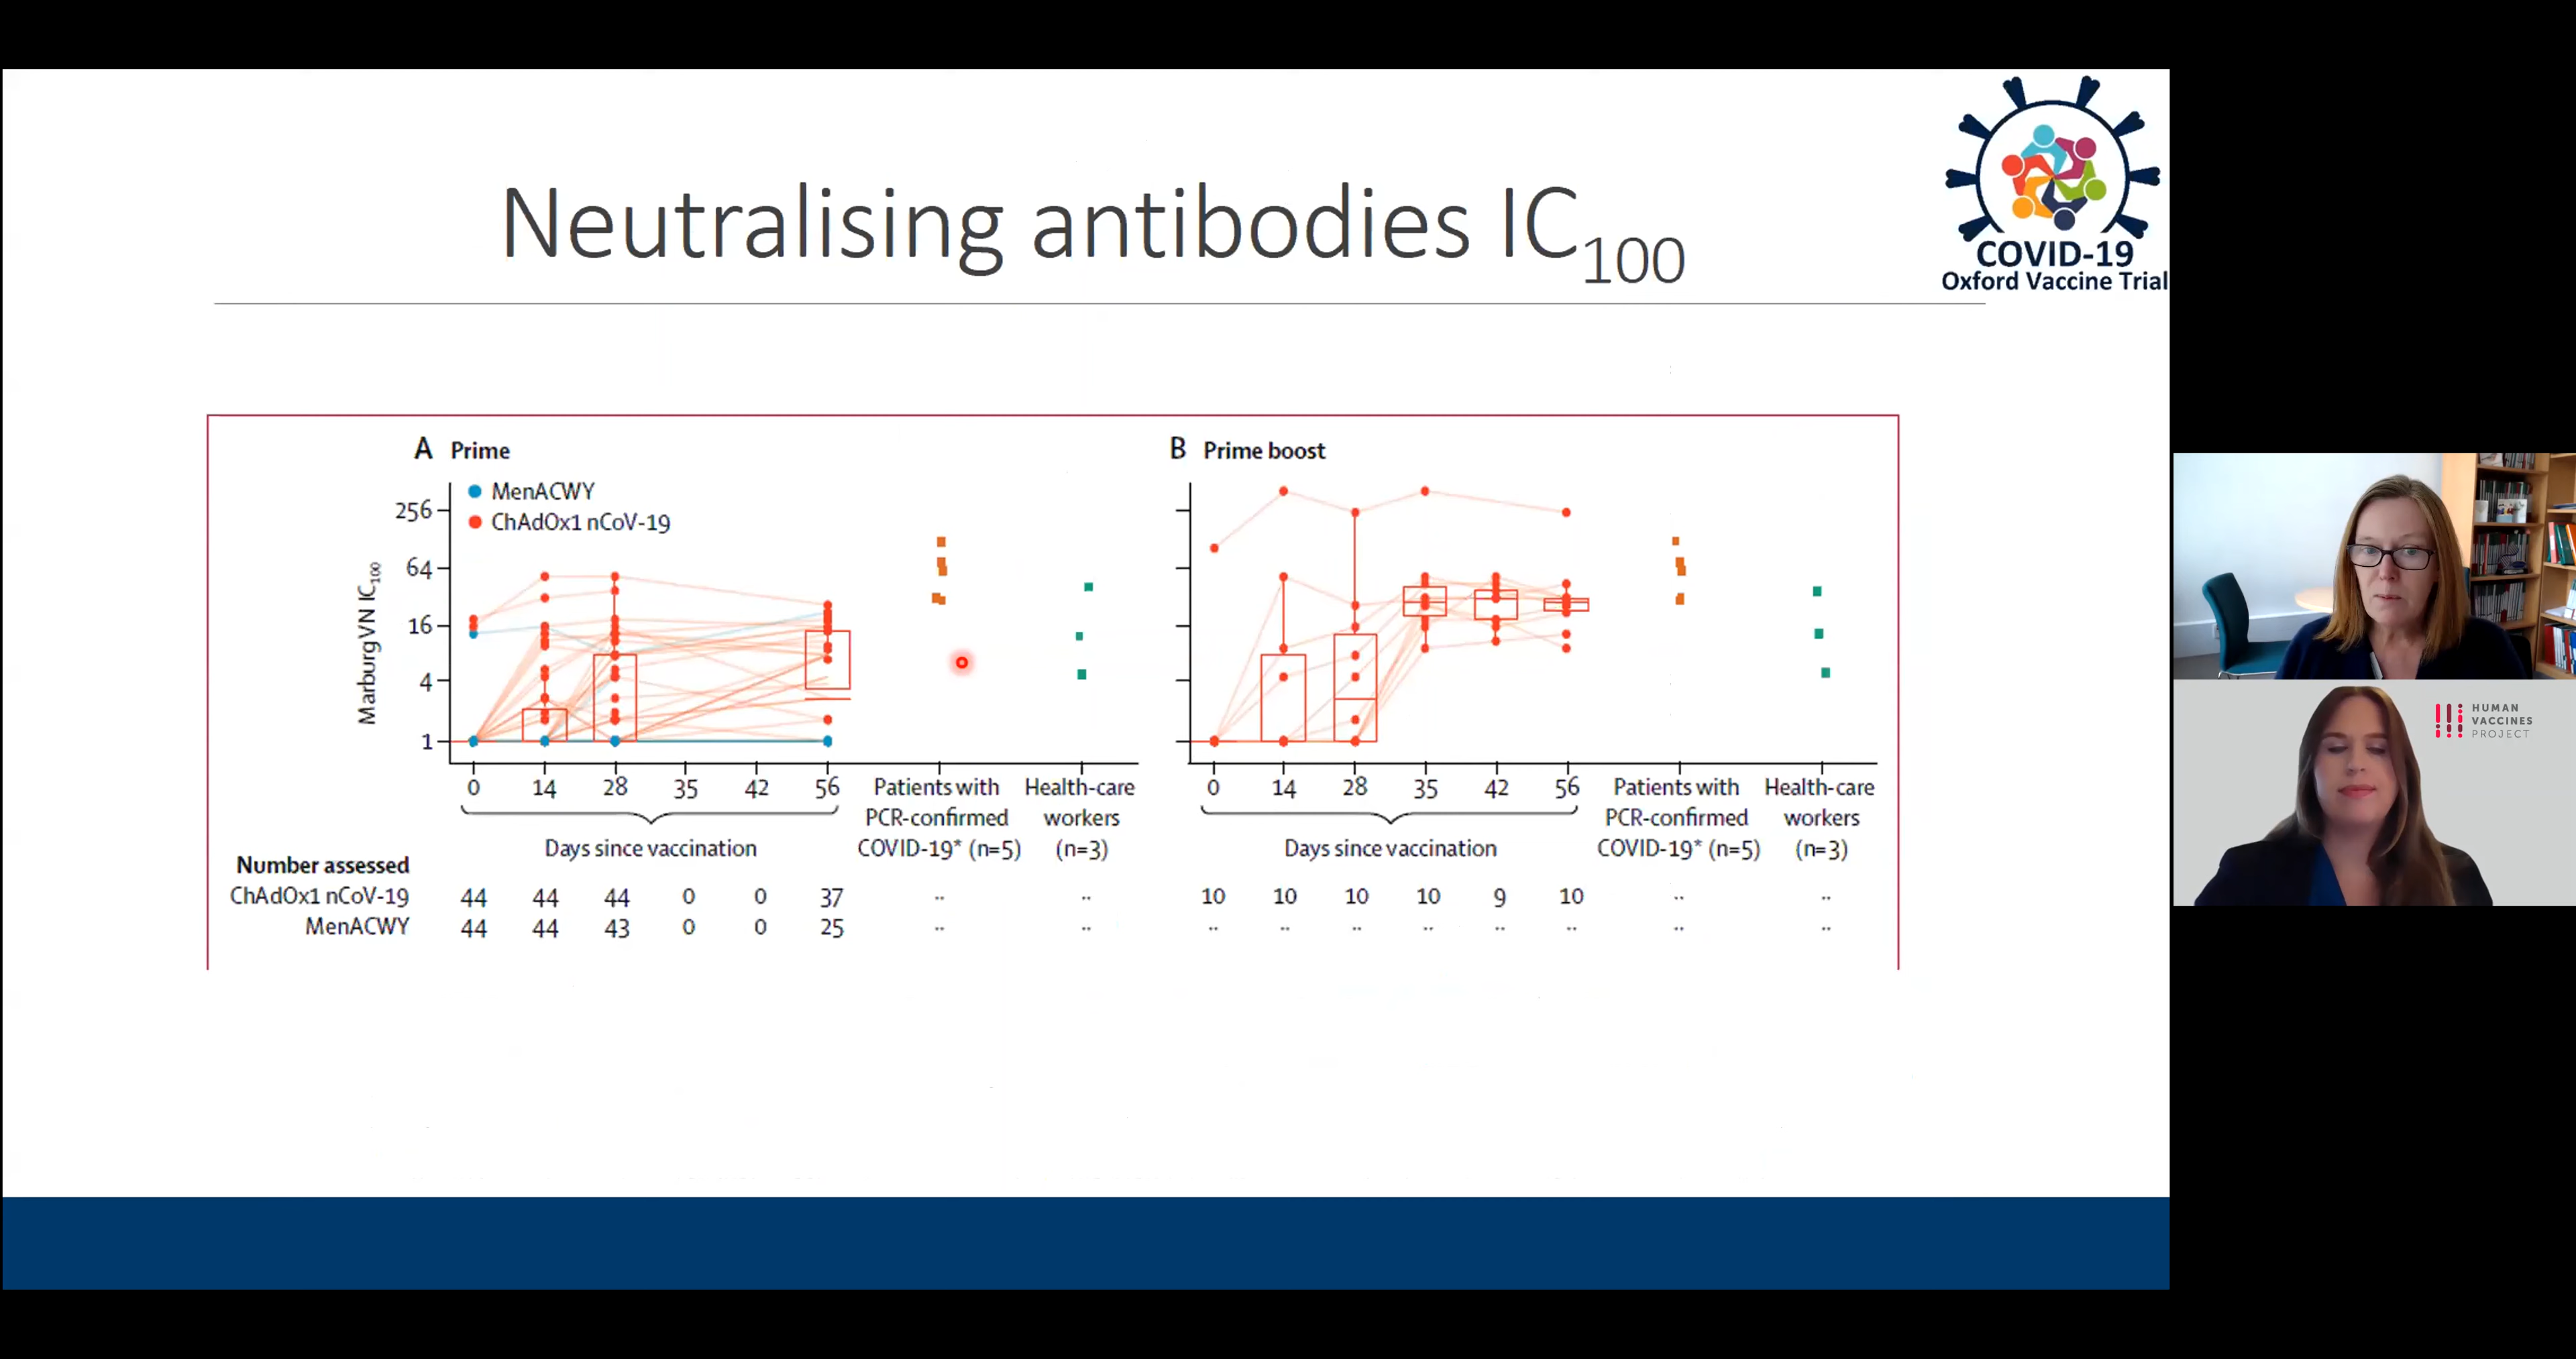 Neutralising antibodies IC100
COVID-19
Oxford Vaccine Trial
A Prime
MenACWY
ChAdOx1 nCoV-19
MarburgVN IC100
256
64
16
4
1
0 14 28 35 42 56
Days since vaccination
Patients with
PCR-confirmed
COVID-19* (n=5)
Health-care
workers
(n=3)
B Prime boost
0 14 28 35 42 56
Days since vaccination
Patients with
PCR-confirmed
COVID-19* (n=5)
Health-care
workers
(n=3)
Number assessed
ChAdOx1 nCoV-19 44 44 44 0 0 37 .. .. 10 10 10 10 9 10 .. ..
MenACWY 44 44 43 0 0 25 .. .. .. .. .. .. .. .. .. ..
HUMAN
VACCINES
PROJECT